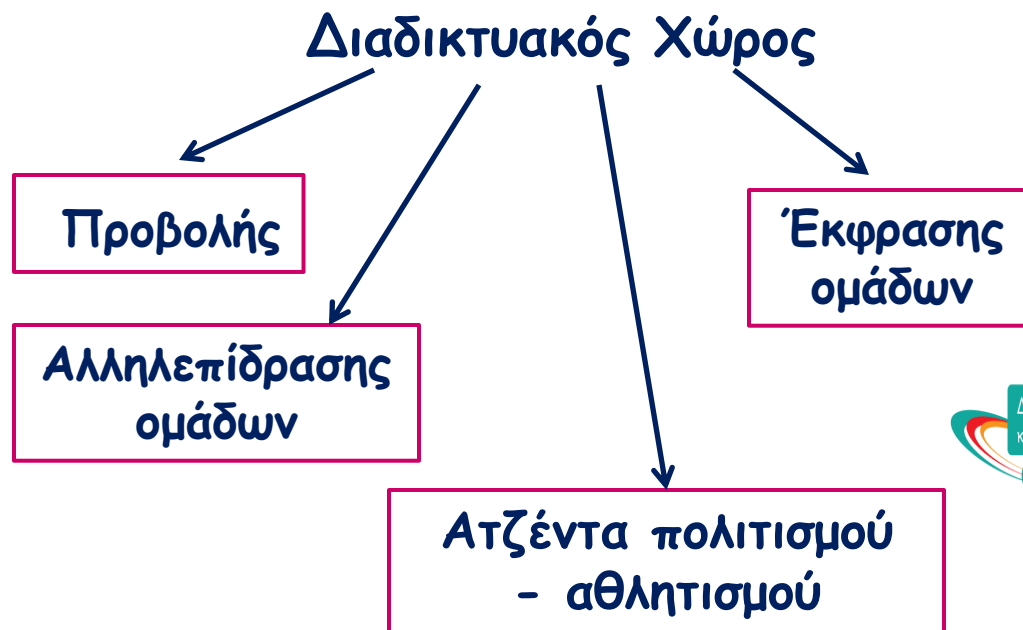 Διαδικτυακός Χώρος
Προβολής
Έκφρασης
ομάδων
Αλληλεπίδρασης
ομάδων
Ατζέντα πολιτισμού
- αθλητισμού